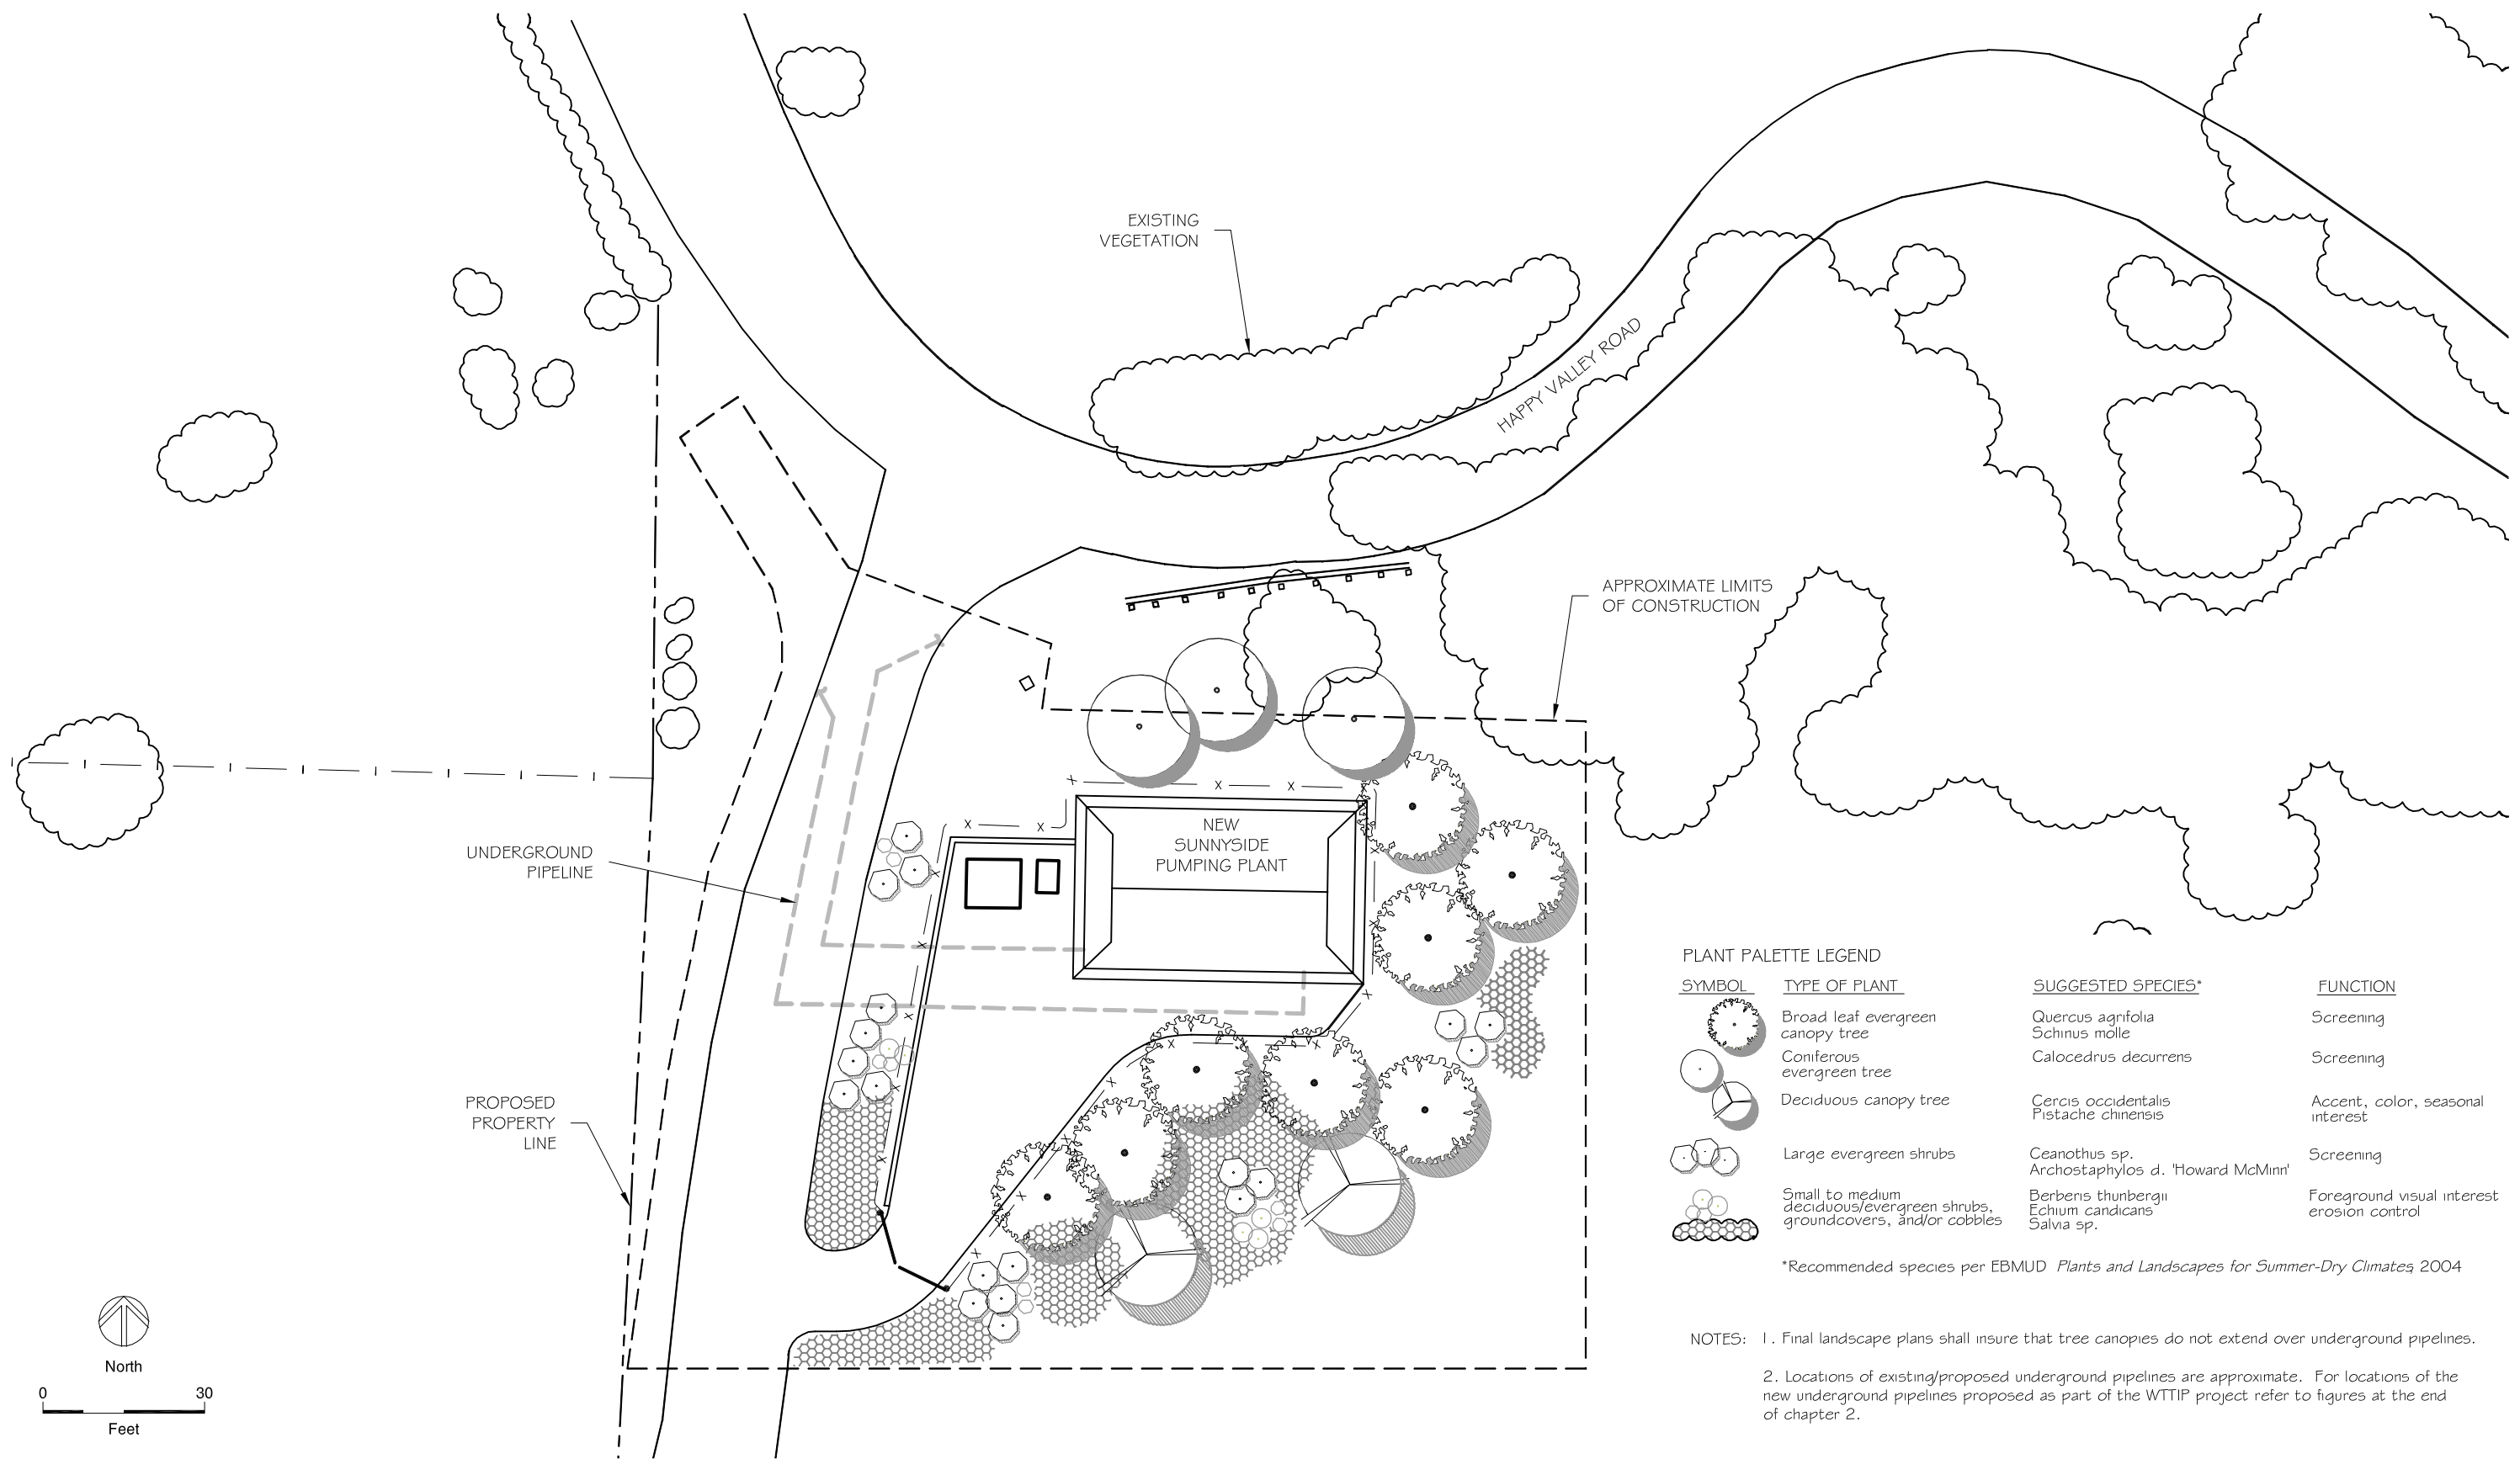 EXISTING
VEGETATION
HAPPY VALLEY ROAD
APPROXIMATE LIMITS
OF CONSTRUCTION
NEW
SUNNYSIDE
PUMPING PLANT
UNDERGROUND
PIPELINE
PROPOSED
PROPERTY
LINE
PLANT PALETTE LEGEND
SYMBOL TYPE OF PLANT SUGGESTED SPECIES* FUNCTION
Broad leaf evergreen
canopy tree
Quercus agrifolia
Schinus molle
Screening
Coniferous
evergreen tree
Calocedrus decurrens
Screening
Deciduous canopy tree
Cercis occidentalis
Pistache chinensis
Accent, color, seasonal
interest
Large evergreen shrubs
Ceanothus sp.
Archostaphylos d. 'Howard McMinn'
Screening
Small to medium
deciduous/evergreen shrubs,
groundcovers, and/or cobbles
Berberis thunbergii
Echium candicans
Salvia sp.
Foreground visual interest
erosion control
*Recommended species per EBMUD Plants and Landscapes for Summer-Dry Climates, 2004
NOTES: 1. Final landscape plans shall insure that tree canopies do not extend over underground pipelines.
2. Locations of existing/proposed underground pipelines are approximate. For locations of the
new underground pipelines proposed as part of the WTTIP project refer to figures at the end
of chapter 2.
North
0 30
Feet